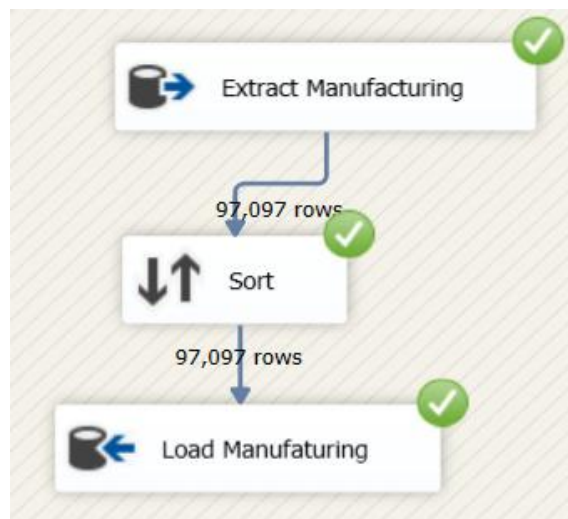 Extract Manufacturing
97,097 rows
Sort
97,097 rows
Load Manufaturing